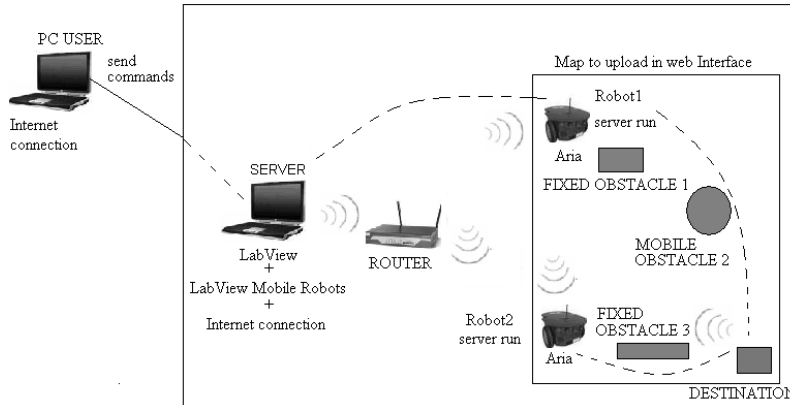 PC USER
send
commands
Internet
connection
SERVER
LabView
+
LabView Mobile Robots
+
Internet connection
ROUTER
Map to upload in web Interface
Robot1
server run
Aria
FIXED OBSTACLE 1
MOBILE
OBSTACLE 2
Robot2
server run
Aria
FIXED
OBSTACLE 3
DESTINATION